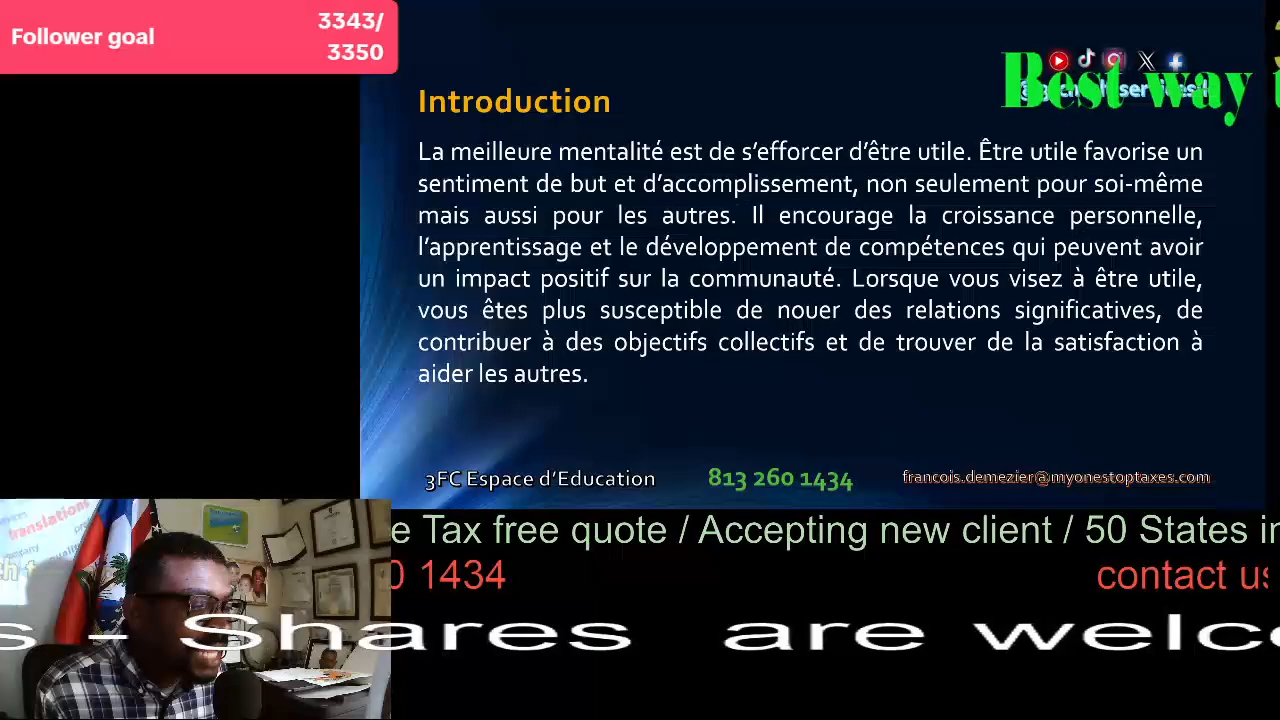 Follower goal
3343/
3350
Best way t
Introduction
La meilleure mentalité est de s'efforcer d'être utile. Être utile favorise un
sentiment de but et d'accomplissement, non seulement pour soi-même
mais aussi pour les autres. Il encourage la croissance personnelle,
l'apprentissage et le développement de compétences qui peuvent avoir
un impact positif sur la communauté. Lorsque vous visez à être utile,
vous êtes plus susceptible de nouer des relations significatives, de
contribuer à des objectifs collectifs et de trouver de la satisfaction à
aider les autres.
3FC Espace d'Education
813 260 1434
francois.demezier@myonestoptaxes.com
translations
e Tax free quote / Accepting new client / 50 States i
0 1434
contact us
s - Shares are welc